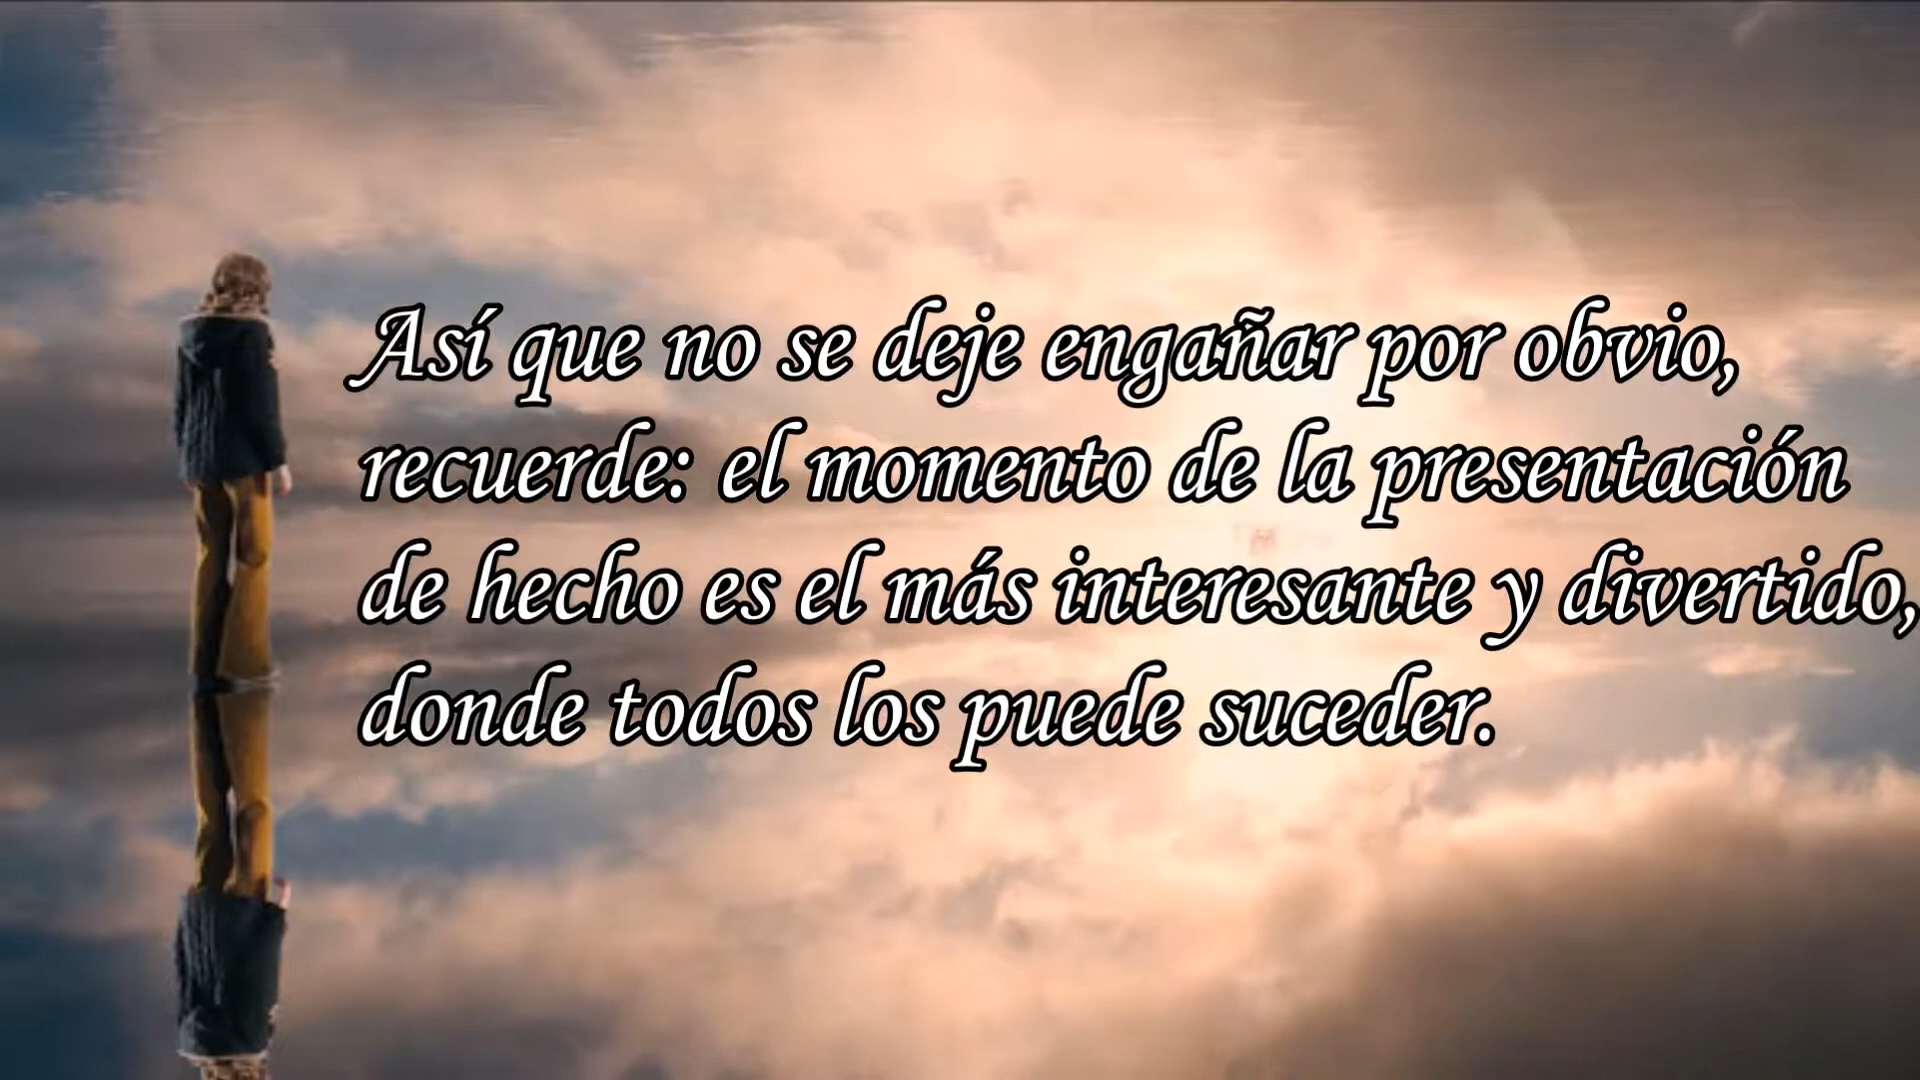 Así que no se deje engañar por obvio,
recuerde: el momento de la presentación
de hecho es el más interesante y divertido,
donde todos los puede suceder.